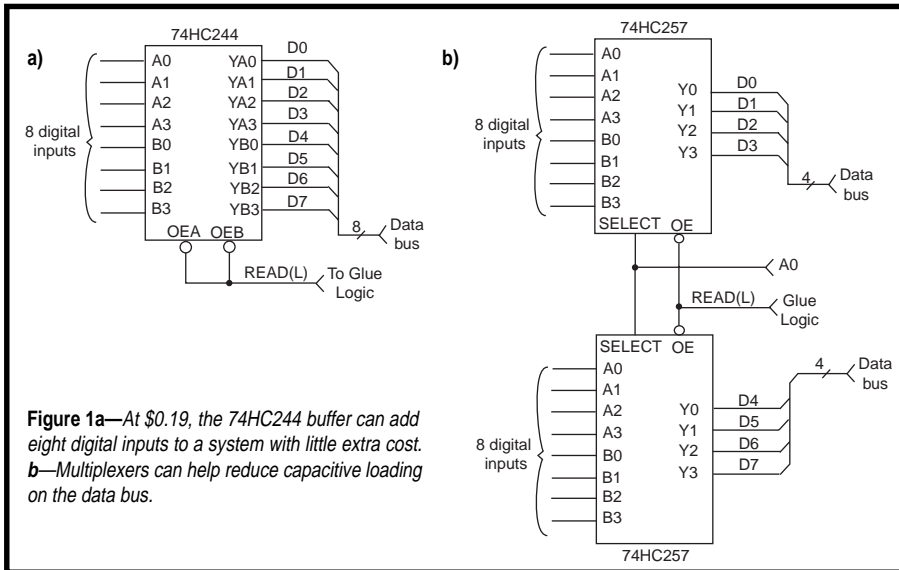 a)
74HC244
8 digital
inputs
A0
A1
A2
A3
B0
B1
B2
B3
YA0
YA1
YA2
YA3
YB0
YB1
YB2
YB3
D0
D1
D2
D3
D4
D5
D6
D7
8
Data
bus
OEA OEB
READ(L)
To Glue
Logic
b)
74HC257
8 digital
inputs
A0
A1
A2
A3
B0
B1
B2
B3
Y0
Y1
Y2
Y3
D0
D1
D2
D3
4
Data
bus
SELECT OE
A0
READ(L)
Glue
Logic
SELECT OE
8 digital
inputs
A0
A1
A2
A3
B0
B1
B2
B3
Y0
Y1
Y2
Y3
D4
D5
D6
D7
4
Data
bus
74HC257
Figure 1a—At $0.19, the 74HC244 buffer can add
eight digital inputs to a system with little extra cost.
b—Multiplexers can help reduce capacitive loading
on the data bus.